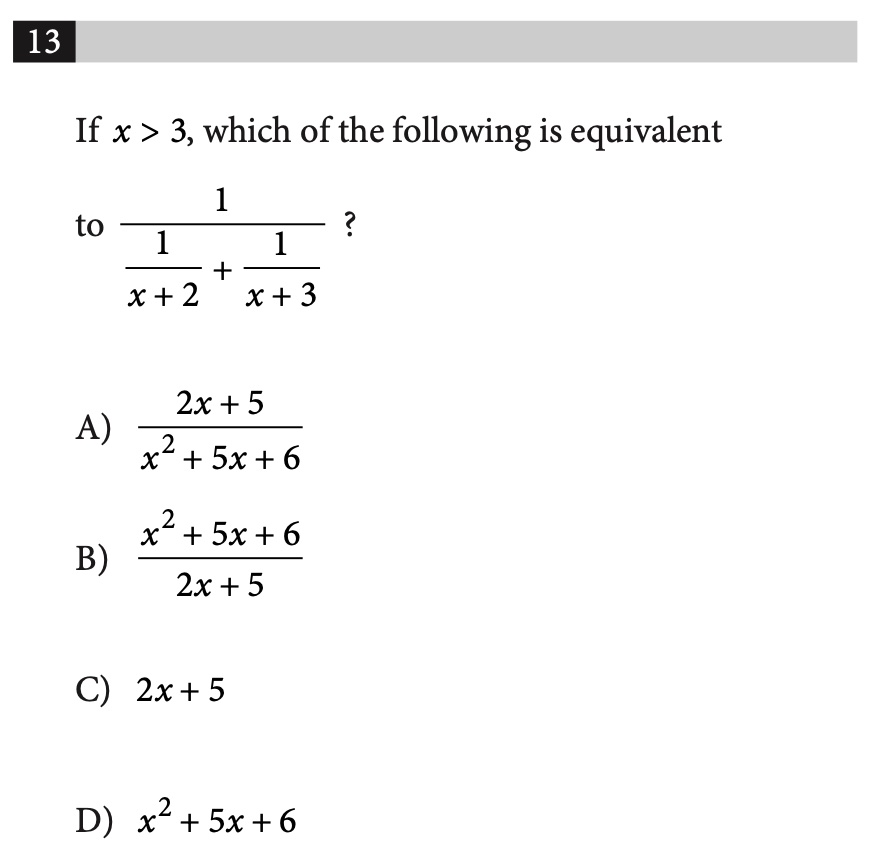 13
If x > 3, which of the following is equivalent
to \frac{1}{\frac{1}{x + 2} + \frac{1}{x + 3}} ?
A) \frac{2x + 5}{x^2 + 5x + 6}
B) \frac{x^2 + 5x + 6}{2x + 5}
C) 2x + 5
D) x^2 + 5x + 6